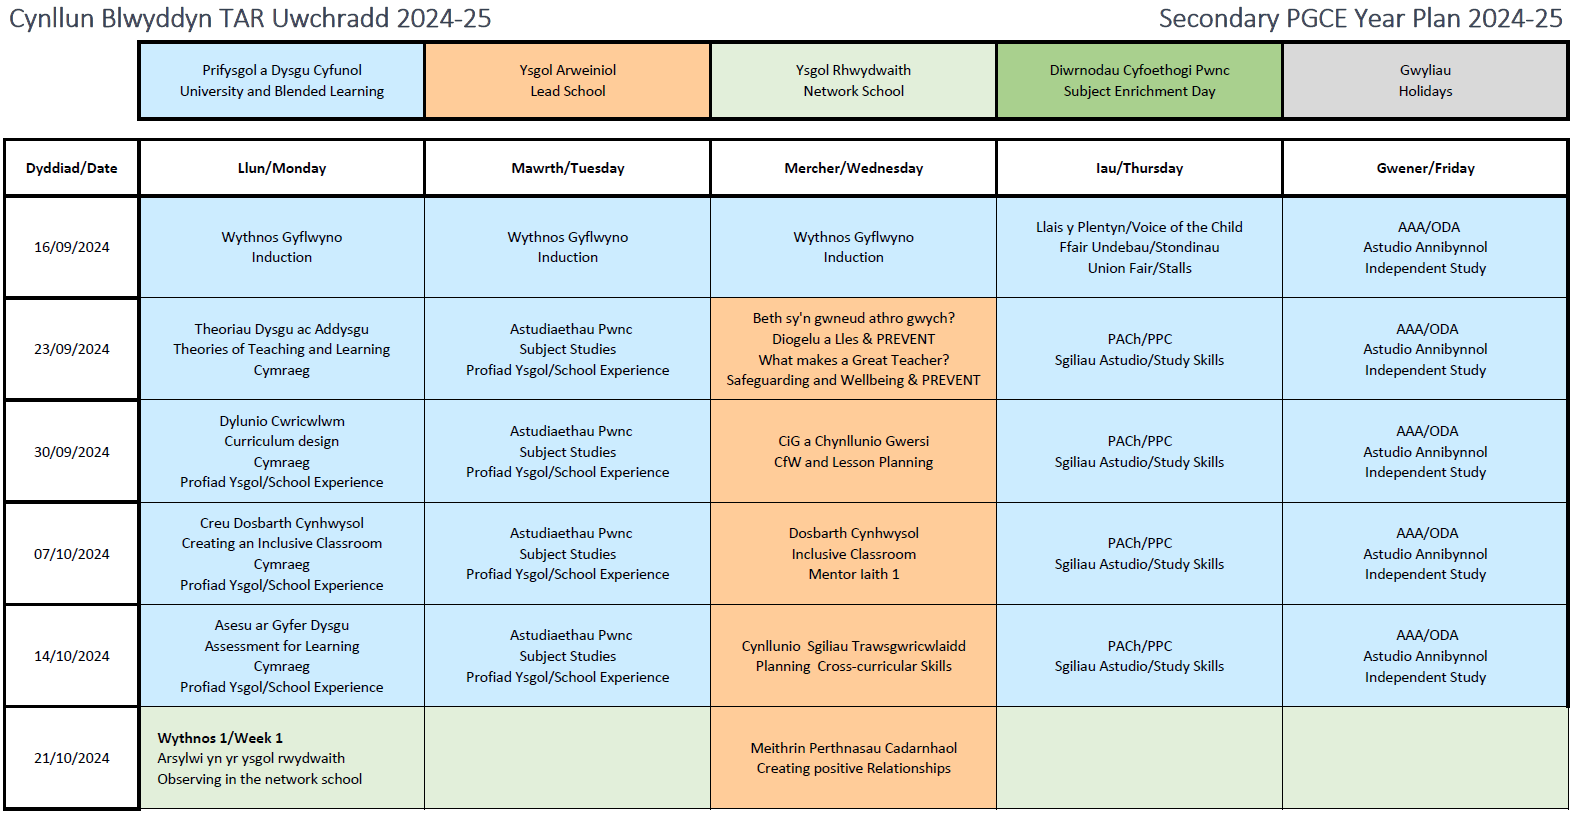 Cynllun Blwyddyn TAR Uwchradd 2024-25
Secondary PGCE Year Plan 2024-25
Prifysgol a Dysgu Cyfunol
University and Blended Learning
Ysgol Arweiniol
Lead School
Ysgol Rhwydwaith
Network School
Diwrnodau Cyfoethogi Pwnc
Subject Enrichment Day
Gwyliau
Holidays
Dyddiad/Date
Llun/Monday
Mawrth/Tuesday
Mercher/Wednesday
Iau/Thursday
Gwener/Friday
16/09/2024
Wythnos Gyflwyno
Induction
Wythnos Gyflwyno
Induction
Wythnos Gyflwyno
Induction
Llais y Plentyn/Voice of the Child
Ffair Undebau/Stondinau
Union Fair/Stalls
AAA/ODA
Astudio Annibynnol
Independent Study
23/09/2024
Theoriau Dysgu ac Addysgu
Theories of Teaching and Learning
Cymraeg
Astudiaethau Pwnc
Subject Studies
Profiad Ysgol/School Experience
Beth sy'n gwneud athro gwych?
Diogelu a Lles & PREVENT
What makes a Great Teacher?
Safeguarding and Wellbeing & PREVENT
PACh/PPC
Sgiliau Astudio/Study Skills
AAA/ODA
Astudio Annibynnol
Independent Study
30/09/2024
Dylunio Cwricwlwm
Curriculum design
Cymraeg
Profiad Ysgol/School Experience
Astudiaethau Pwnc
Subject Studies
Profiad Ysgol/School Experience
CiG a Chynllunio Gwersi
CfW and Lesson Planning
PACh/PPC
Sgiliau Astudio/Study Skills
AAA/ODA
Astudio Annibynnol
Independent Study
07/10/2024
Creu Dosbarth Cynhwysol
Creating an Inclusive Classroom
Cymraeg
Profiad Ysgol/School Experience
Astudiaethau Pwnc
Subject Studies
Profiad Ysgol/School Experience
Dosbarth Cynhwysol
Inclusive Classroom
Mentor Iaith 1
PACh/PPC
Sgiliau Astudio/Study Skills
AAA/ODA
Astudio Annibynnol
Independent Study
14/10/2024
Asesu ar Gyfer Dysgu
Assessment for Learning
Cymraeg
Profiad Ysgol/School Experience
Astudiaethau Pwnc
Subject Studies
Profiad Ysgol/School Experience
Cynllunio  Sgiliau Trawsgwricwlaidd
Planning  Cross-curricular Skills
PACh/PPC
Sgiliau Astudio/Study Skills
AAA/ODA
Astudio Annibynnol
Independent Study
21/10/2024
Wythnos 1/Week 1
Arsylwi yn yr ysgol rwydwaith
Observing in the network school
Meithrin Perthnasau Cadarnhaol
Creating positive Relationships